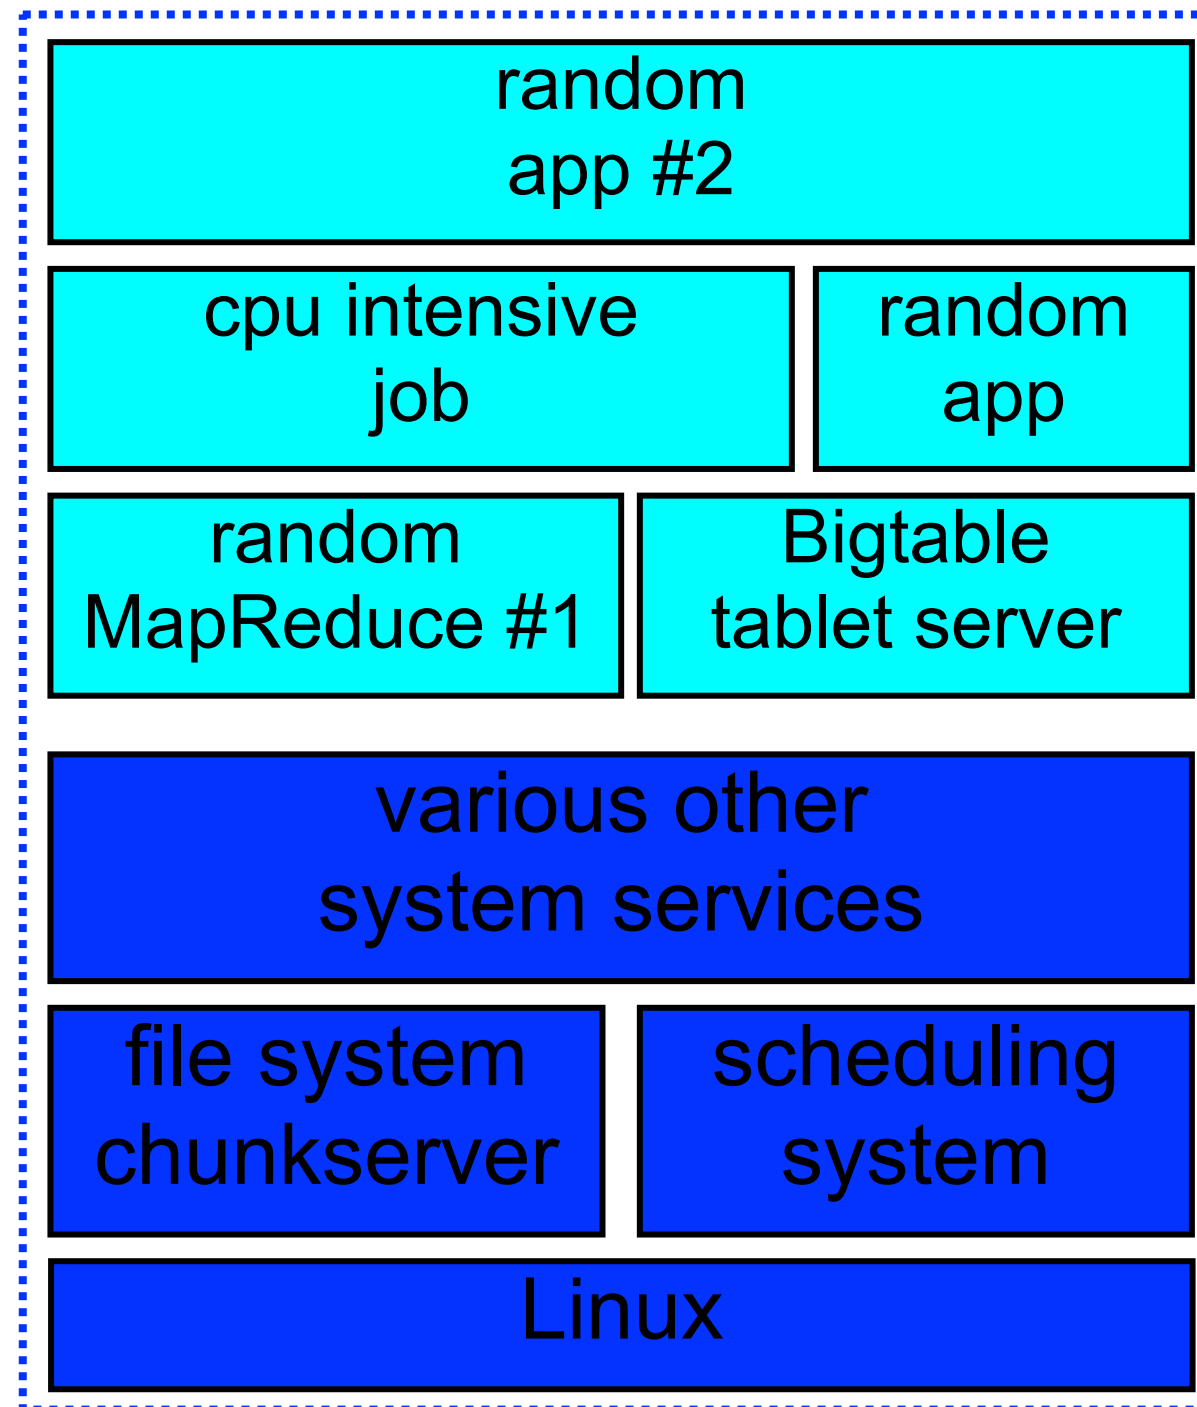 random
app #2
cpu intensive
job
random
app
random
MapReduce #1
Bigtable
tablet server
various other
system services
file system
chunkserver
scheduling
system
Linux